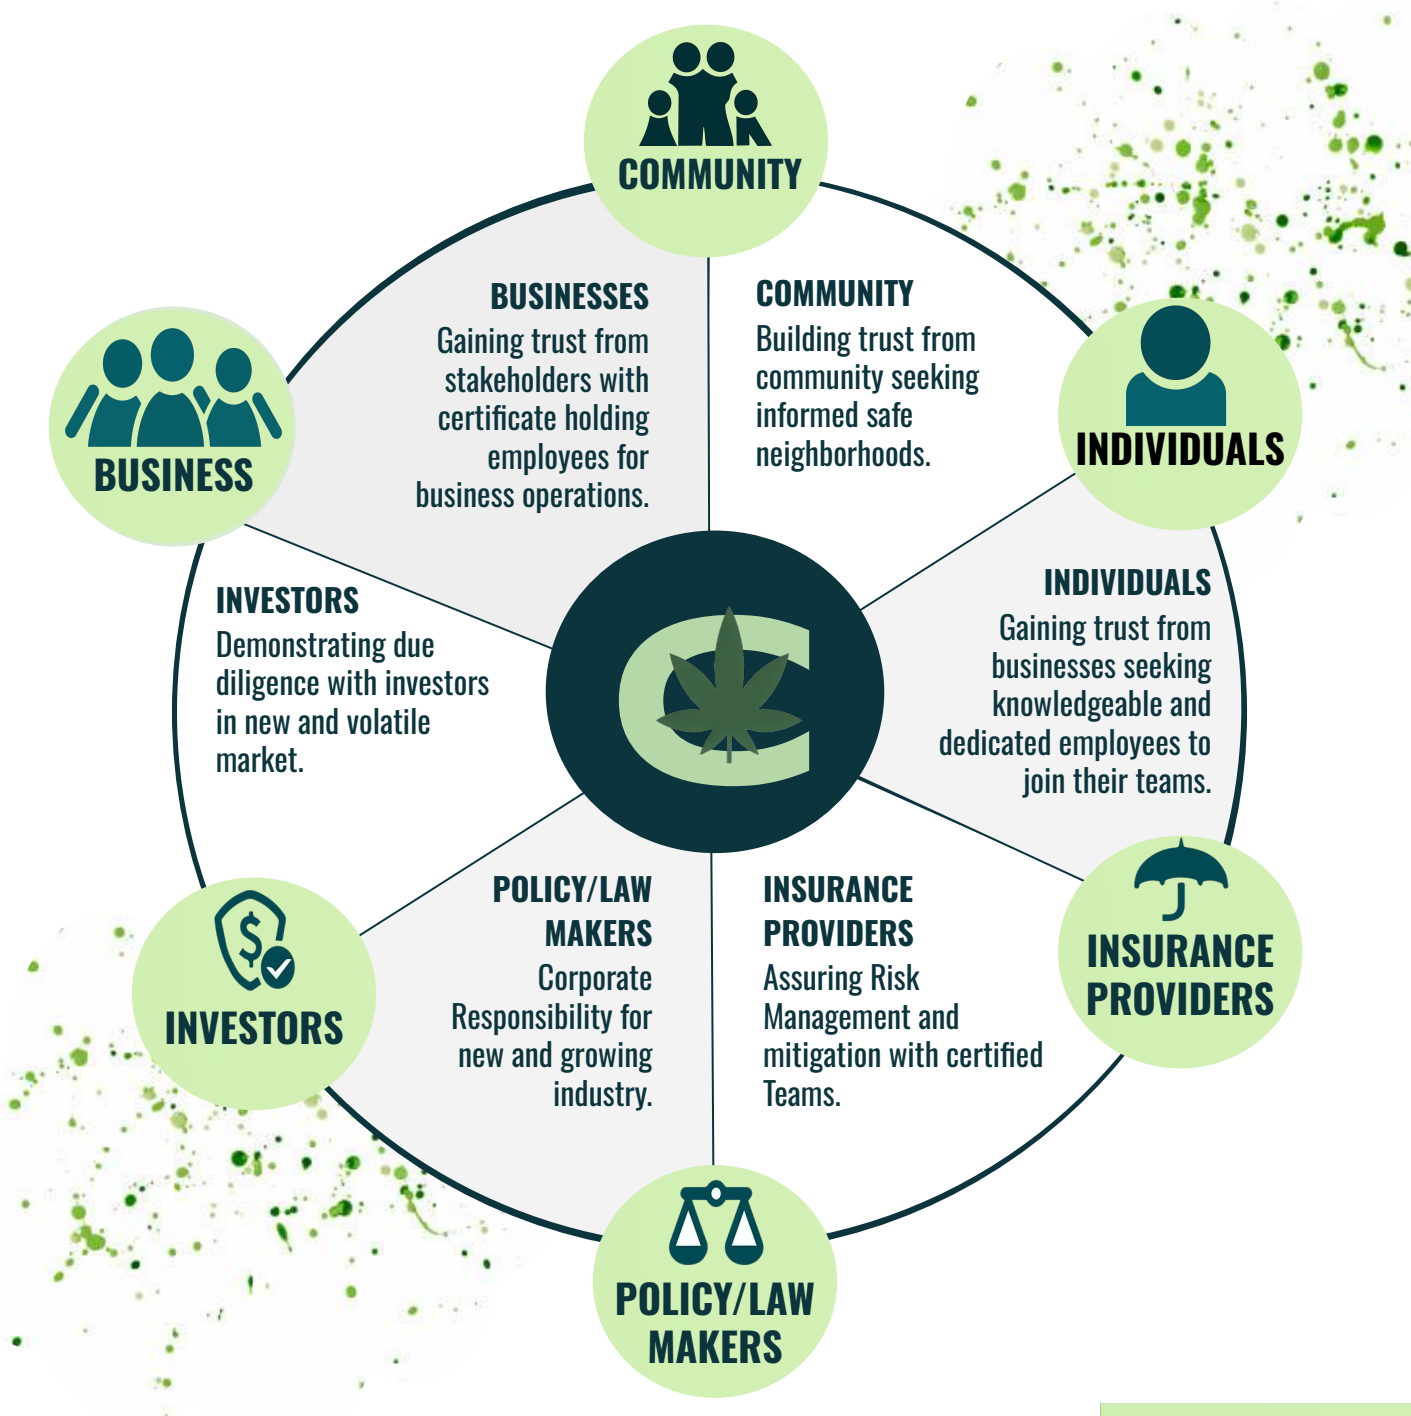 COMMUNITY
BUSINESSES
Gaining trust from
stakeholders with
certificate holding
employees for
business operations.
COMMUNITY
Building trust from
community seeking
informed safe
neighborhoods.
INDIVIDUALS
BUSINESS
INVESTORS
Demonstrating due
diligence with investors
in new and volatile
market.
C
INDIVIDUALS
Gaining trust from
businesses seeking
knowledgeable and
dedicated employees to
join their teams.
POLICY/LAW
MAKERS
Corporate
Responsibility for
new and growing
industry.
INSURANCE
PROVIDERS
Assuring Risk
Management and
mitigation with certified
Teams.
INSURANCE
PROVIDERS
INVESTORS
POLICY/LAW
MAKERS